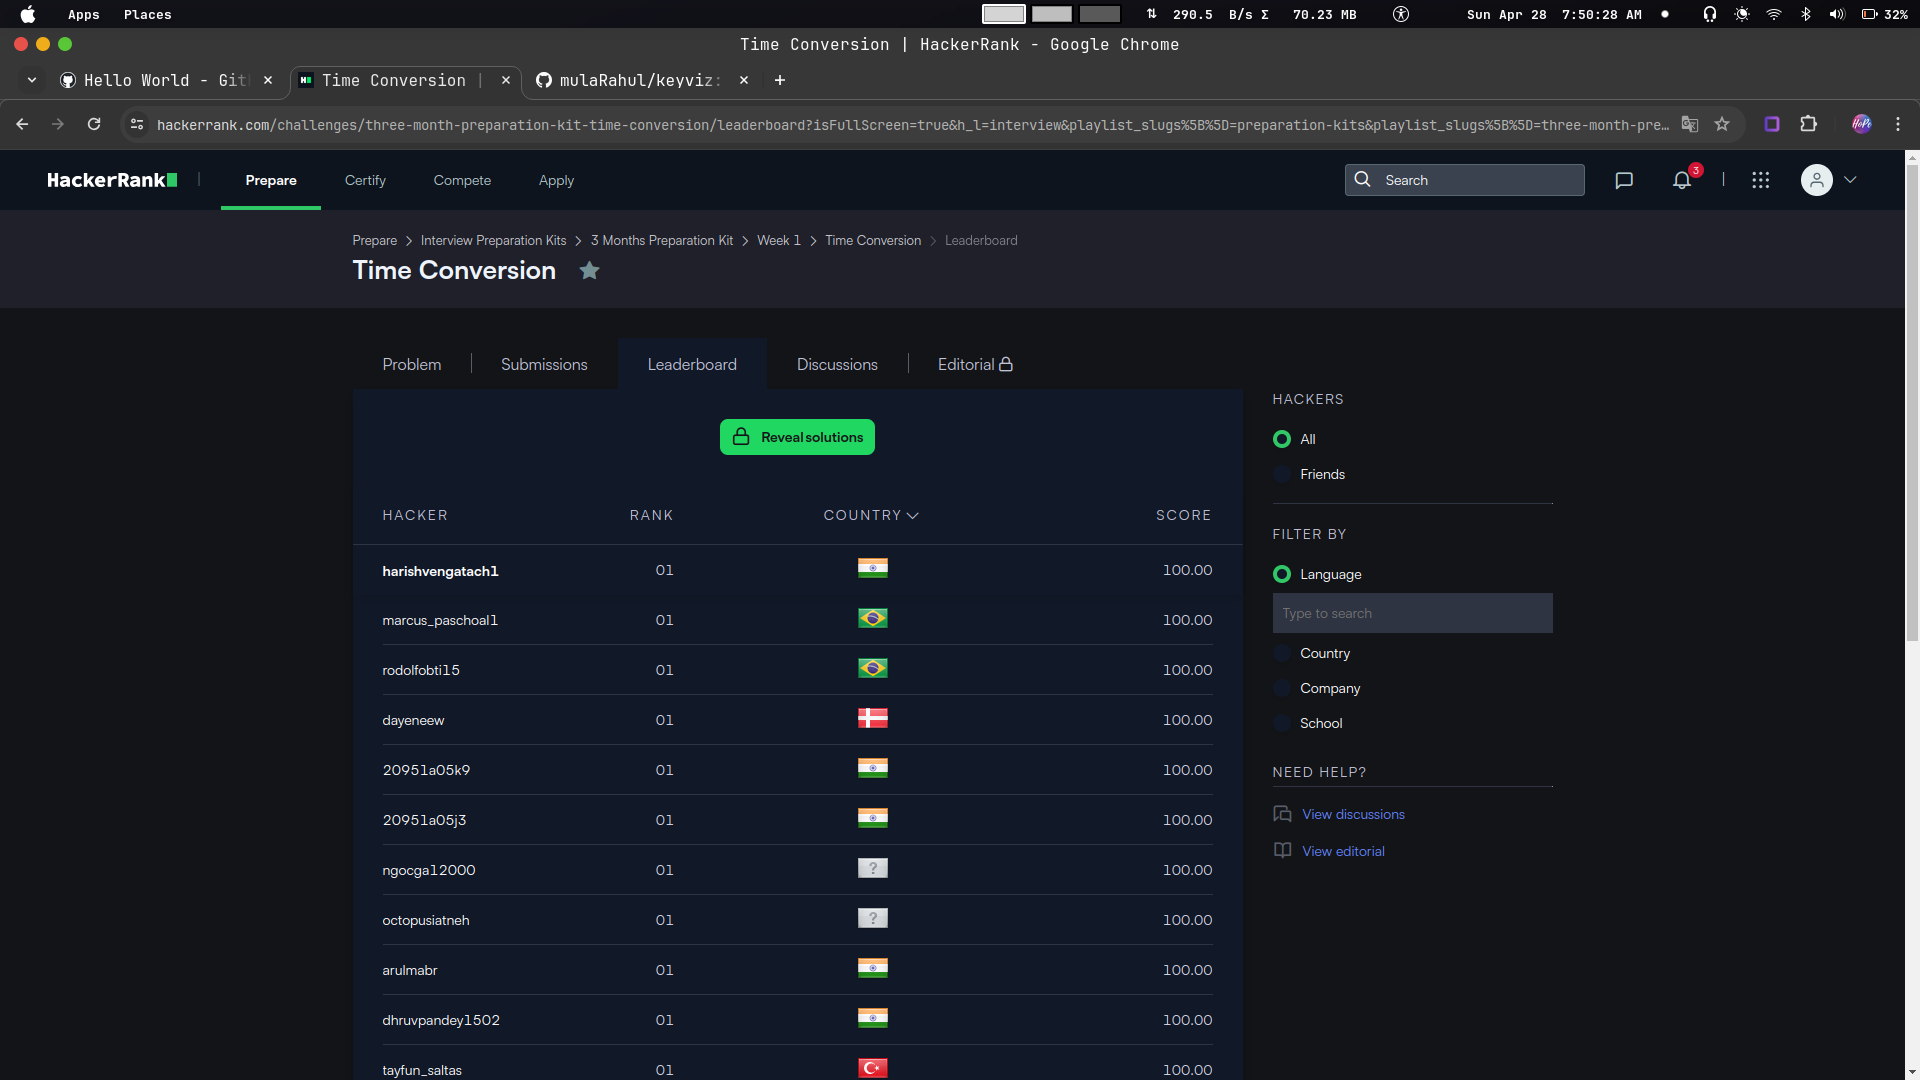 Apps Places 290.5 B/s Σ 70.23 MB Sun Apr 28 7:50:28 AM 32%
Time Conversion | HackerRank - Google Chrome
Hello World - Git Time Conversion | mulaRahul/keyviz:
hackerrank.com/challenges/three-month-preparation-kit-time-conversion/leaderboard?isFullScreen=true&h_l=interview&playlist_slugs%5B%5D=preparation-kits&playlist_slugs%5B%5D=three-month-pre…
HackerRank Prepare Certify Compete Apply Search 3
Prepare Interview Preparation Kits 3 Months Preparation Kit Week 1 Time Conversion Leaderboard
Time Conversion
Problem Submissions Leaderboard Discussions Editorial
Reveal solutions
HACKER RANK COUNTRY SCORE
harishvengatach1 01 100.00
marcus_paschoal1 01 100.00
rodolfobti15 01 100.00
dayeneew 01 100.00
20951a05k9 01 100.00
20951a05j3 01 100.00
ngocga12000 01 ? 100.00
octopusiatneh 01 ? 100.00
arulmabr 01 100.00
dhruvpandey1502 01 100.00
tayfun_saltas 01 100.00
HACKERS
All
Friends
FILTER BY
Language
Type to search
Country
Company
School
NEED HELP?
View discussions
View editorial